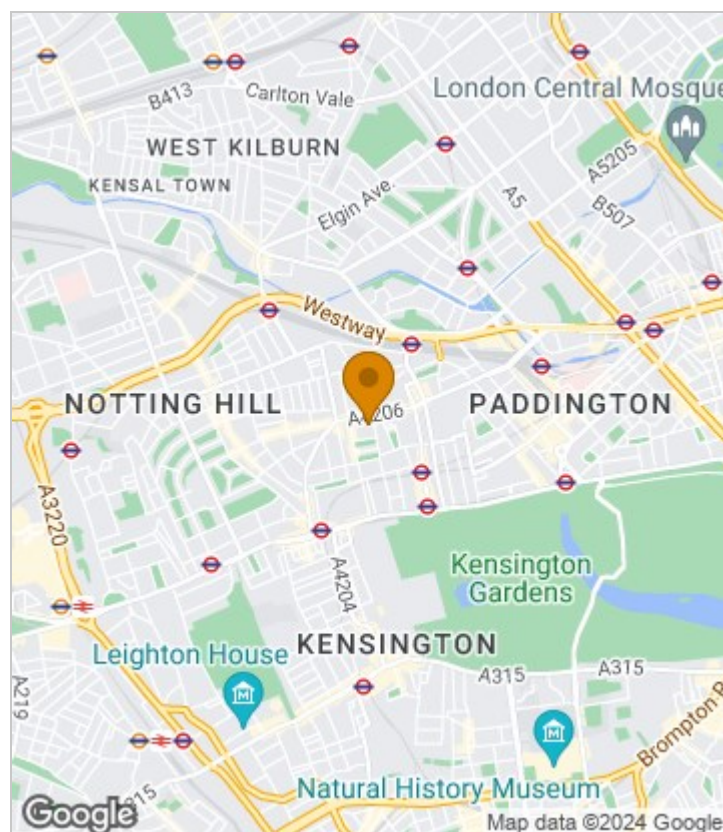 B413
Carlton Vale
London Central Mosque
WEST KILBURN
A5205
KENSAL TOWN
A5
Elgin Ave.
B507
Westway
NOTTING HILL
PADDINGTON
A3220
A4204
Kensington
Gardens
KENSINGTON
Leighton House
A315
A315
A219
Brompton
Natural History Museum
Google
Map data ©2024 Google